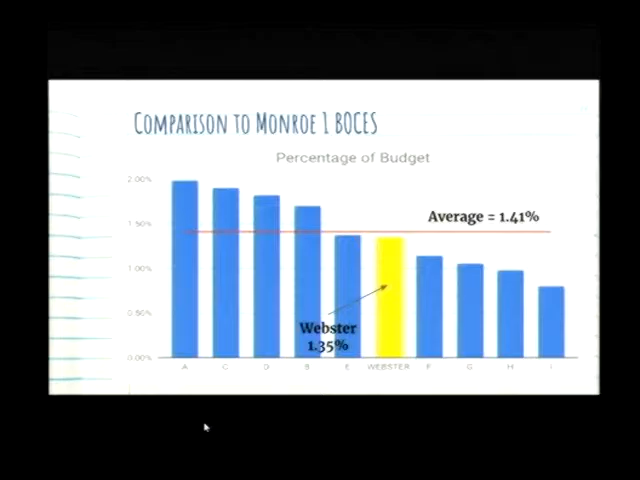 COMPARISON TO MONROE 1 BOCES
Percentage of Budget
2.00%
Average = 1.41%
1.50%
1.00%
0.50%
Webster
1.35%
0.00%
A C D B E WEBSTER F G H I